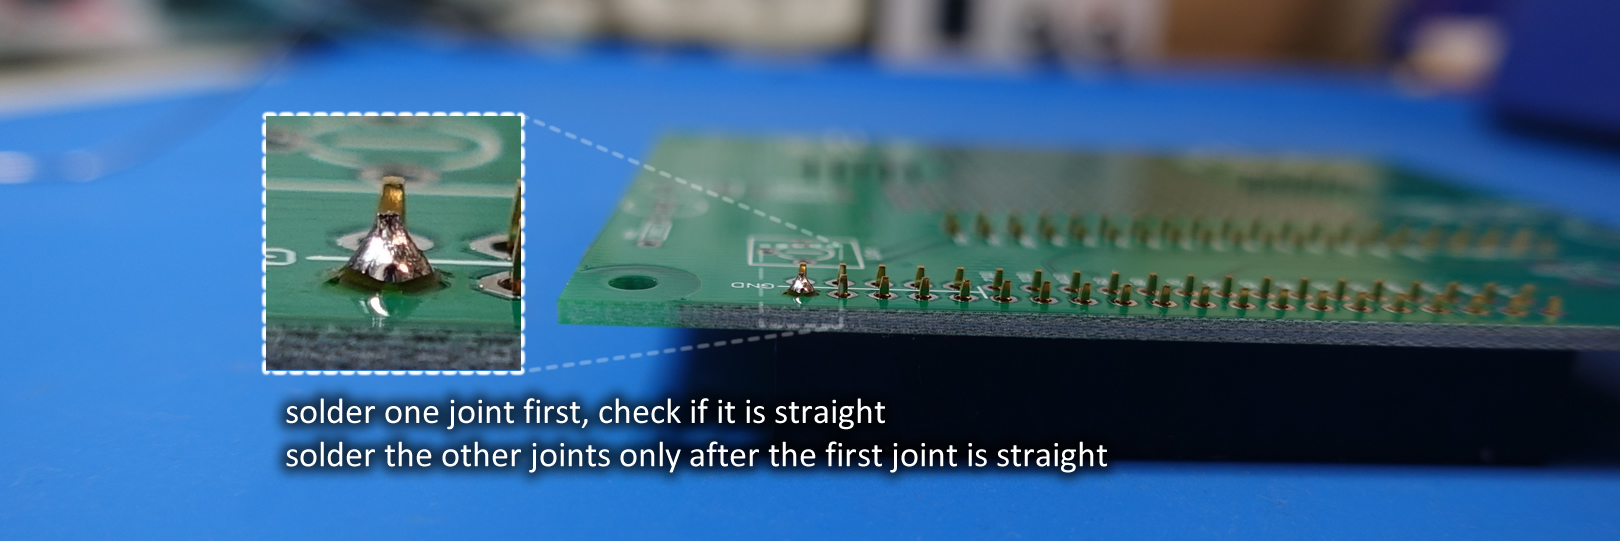 GND
solder one joint first, check if it is straight
solder the other joints only after the first joint is straight